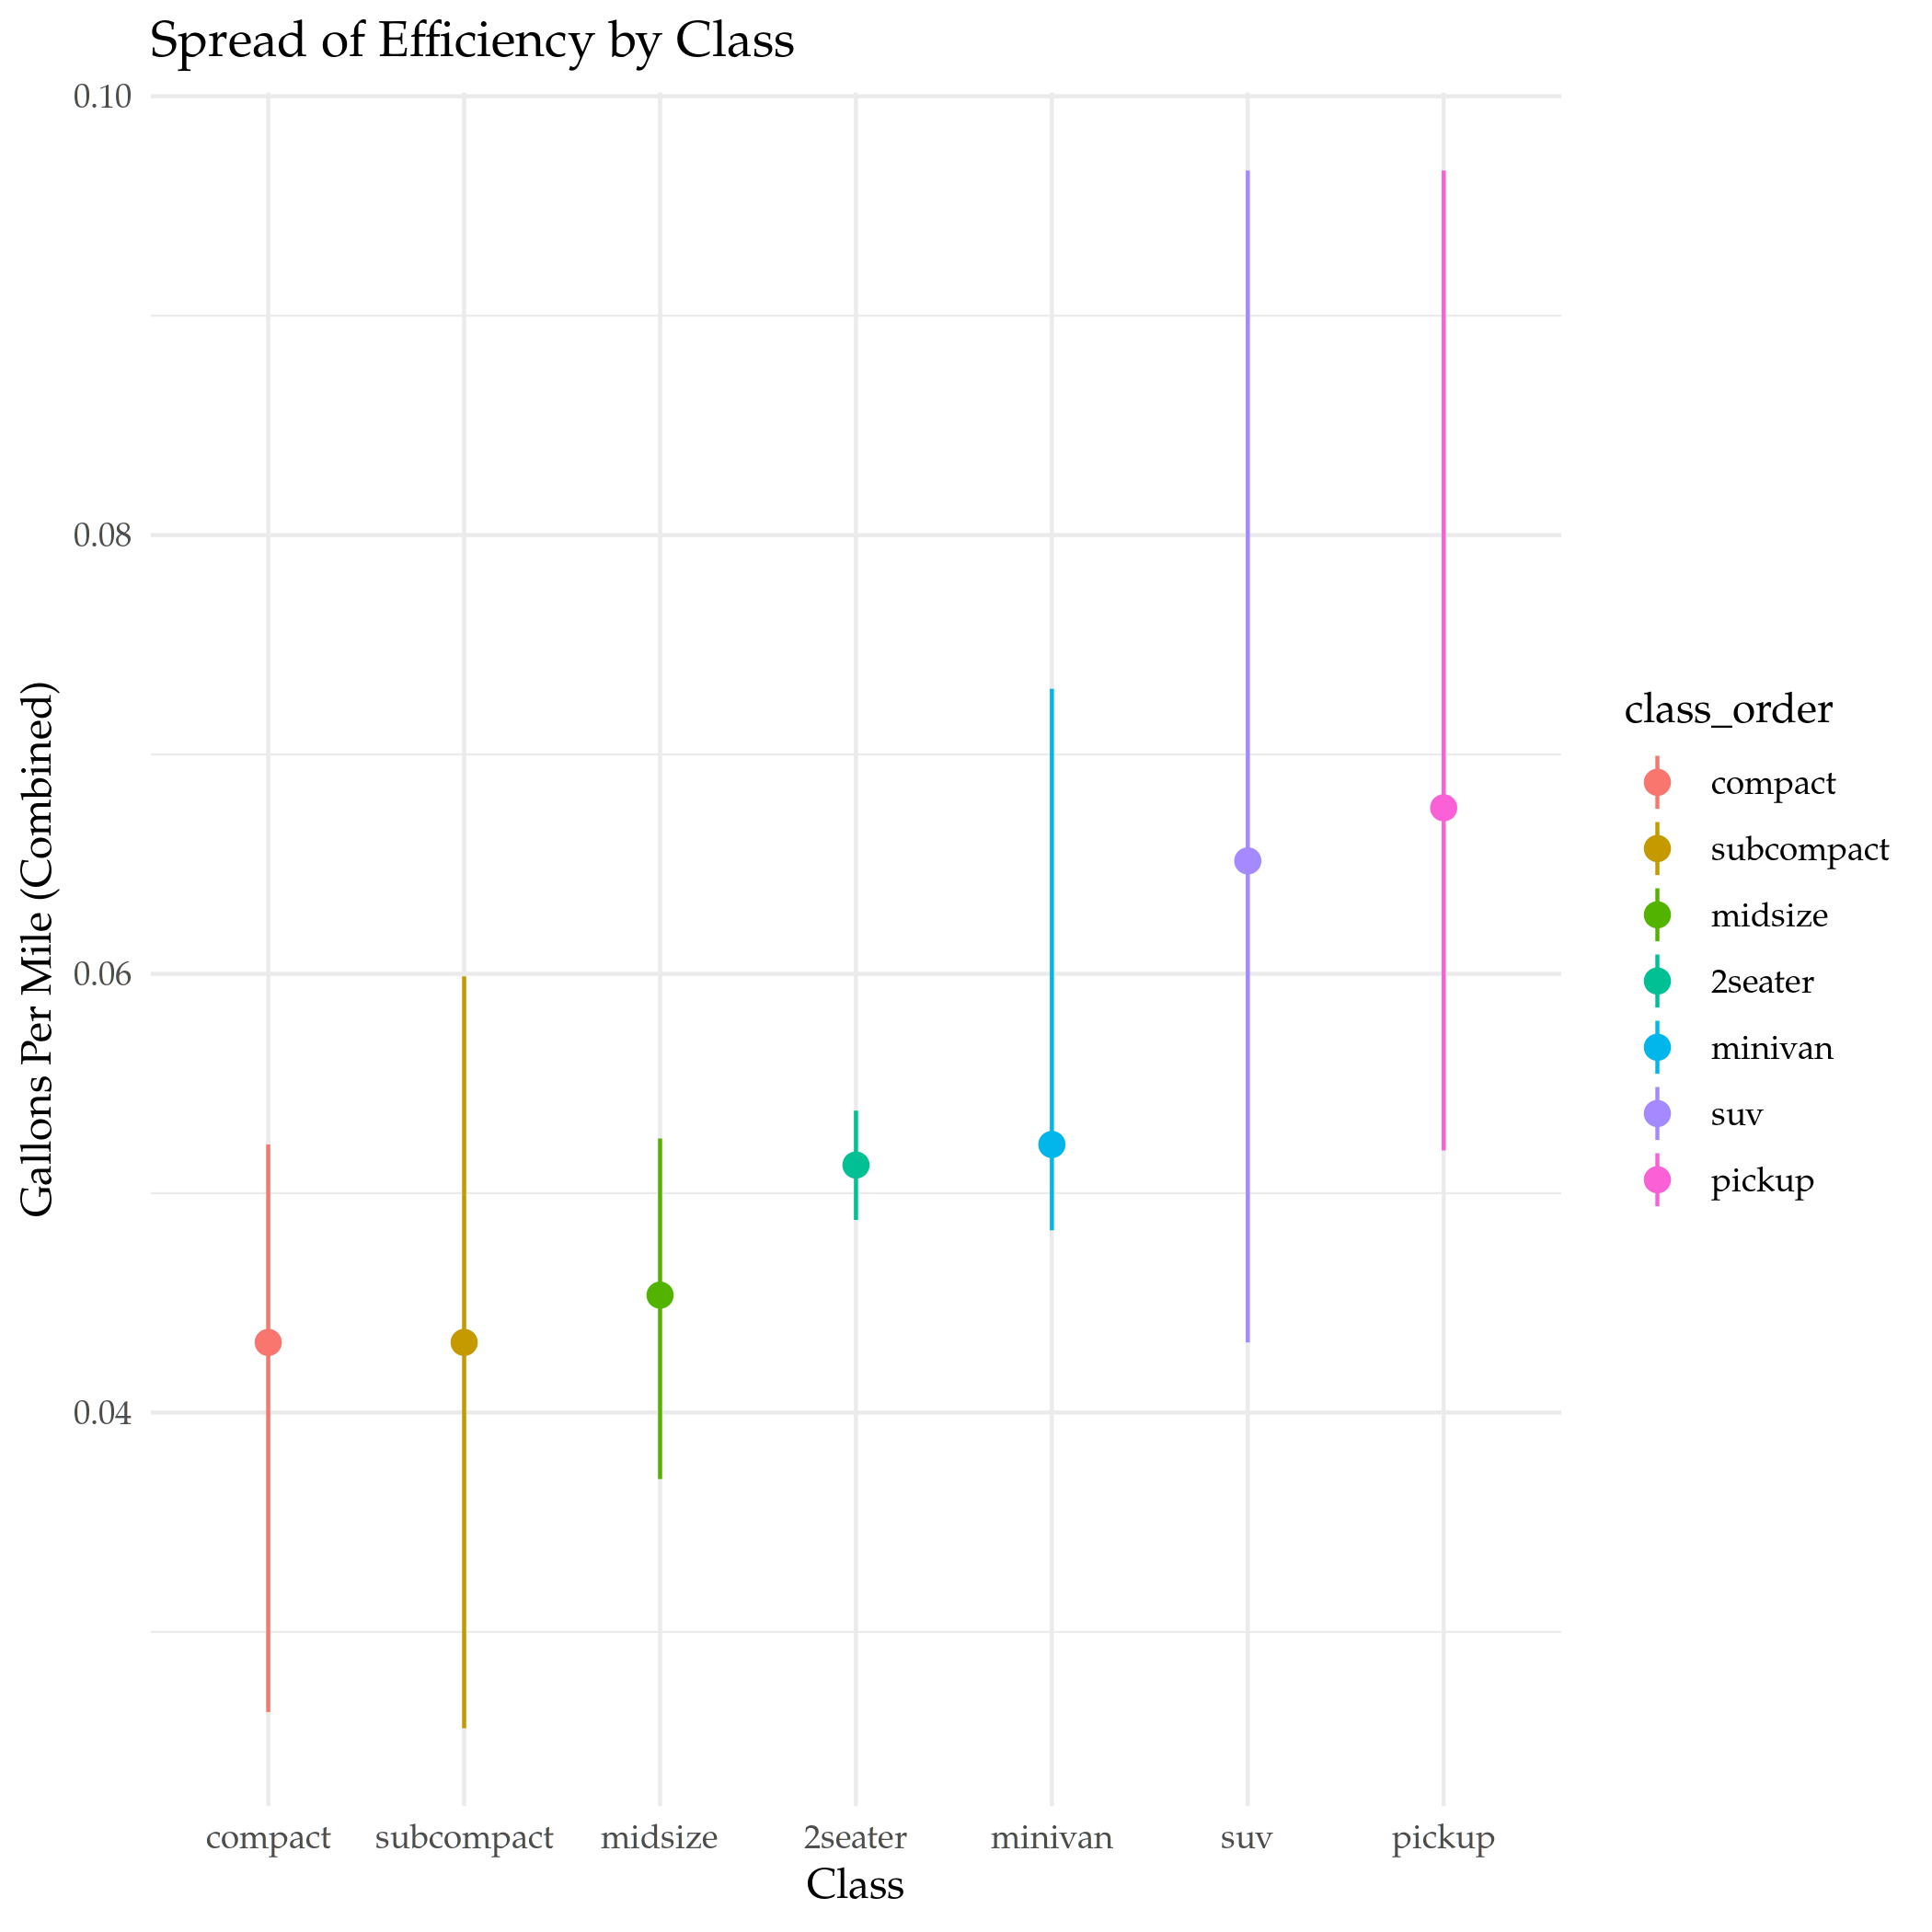 Spread of Efficiency by Class
Gallons Per Mile (Combined)
0.10
0.08
0.06
0.04
compact subcompact midsize 2seater minivan suv pickup
Class
class_order
compact
subcompact
midsize
2seater
minivan
suv
pickup